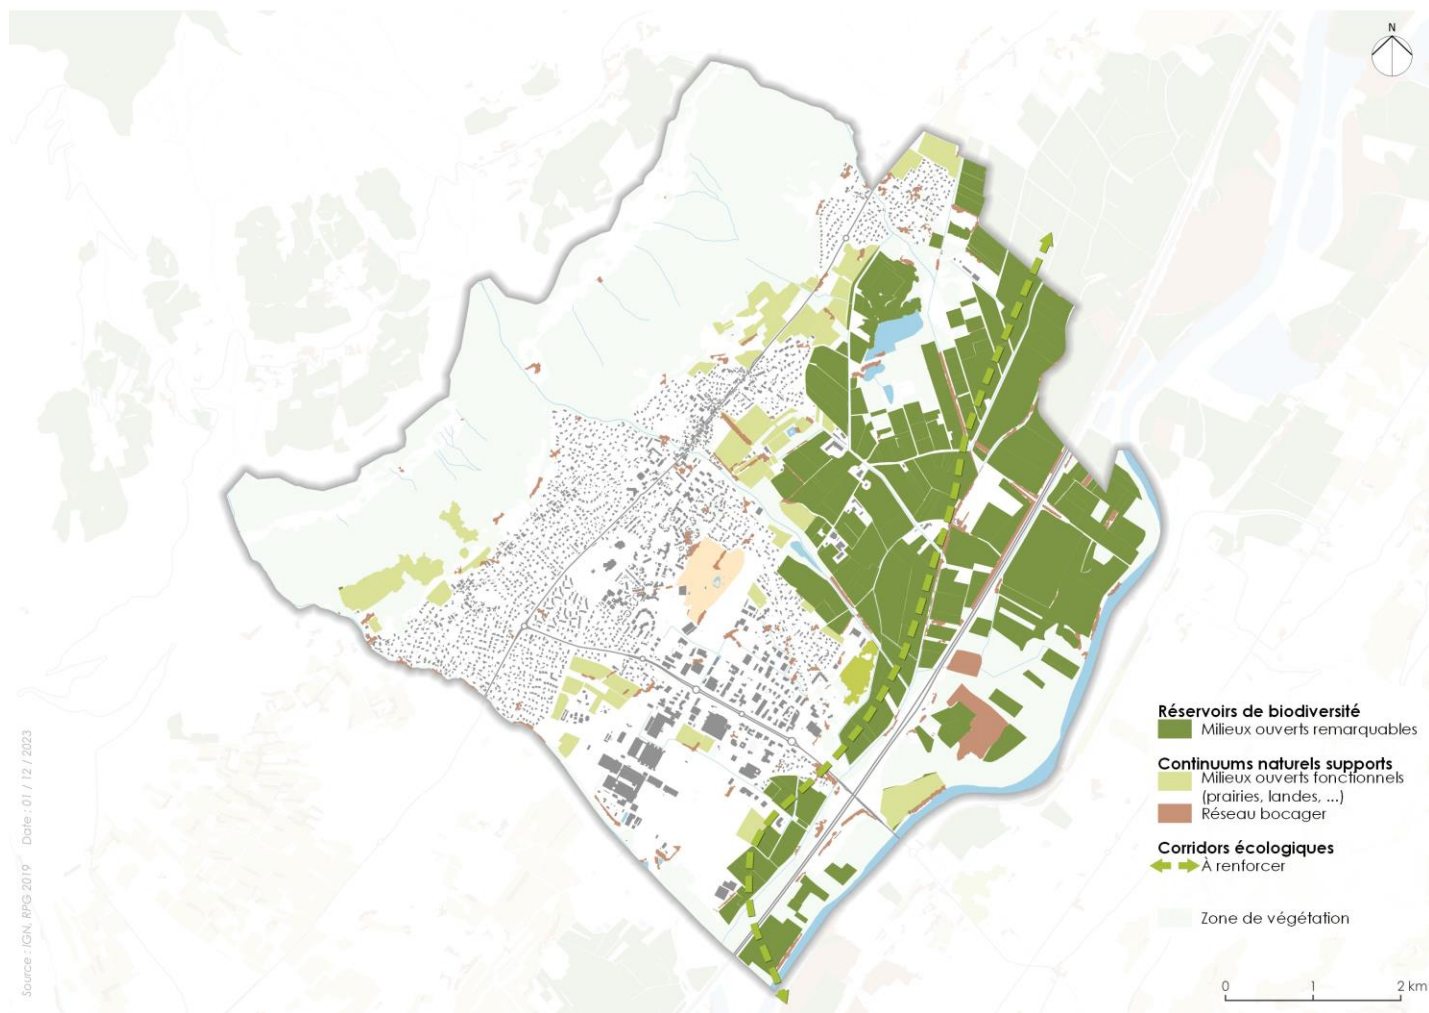 N
Réservoirs de biodiversité
Milieux ouverts remarquables
Continuums naturels supports
Milieux ouverts fonctionnels
(prairies, landes, ...)
Réseau bocager
Corridors écologiques
À renforcer
Zone de végétation
0 1 2 km
Source : IGN, RPG 2019 Date : 01 / 12 / 2023